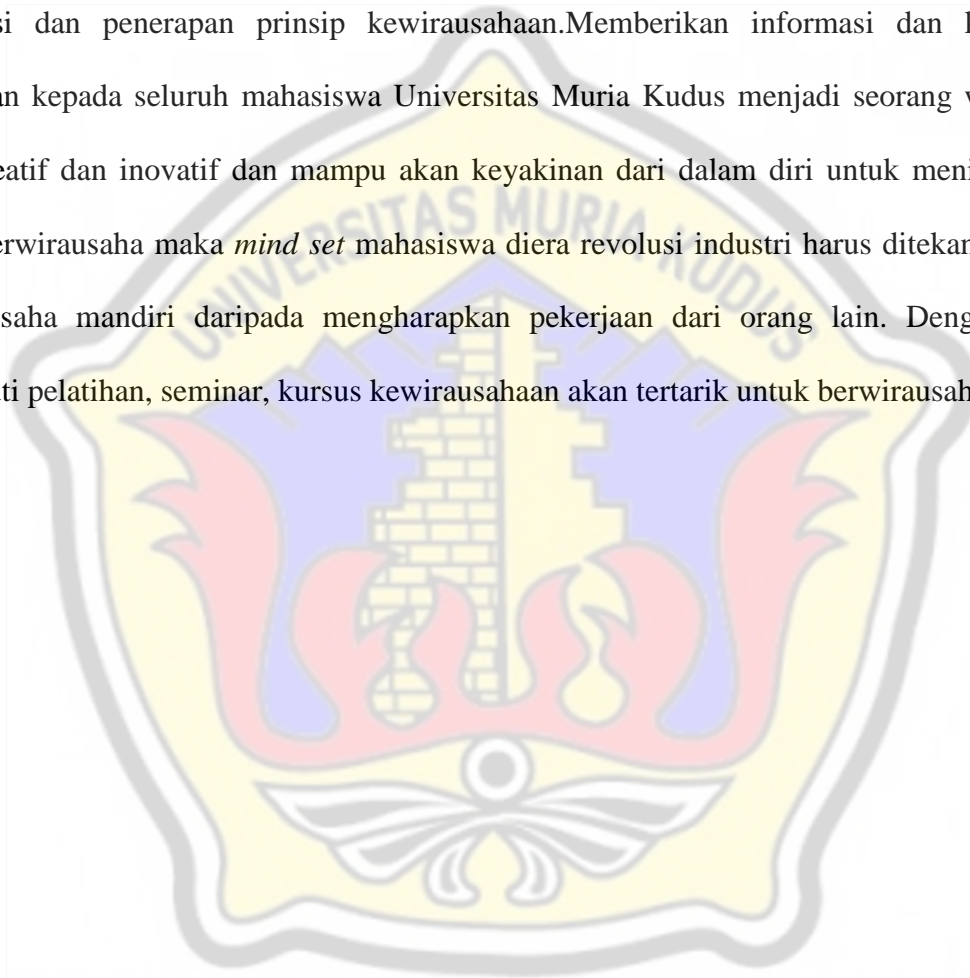 si dan penerapan prinsip kewirausahaan.Memberikan informasi dan
an kepada seluruh mahasiswa Universitas Muria Kudus menjadi seorang
eatif dan inovatif dan mampu akan keyakinan dari dalam diri untuk meni
erwirausaha maka mind set mahasiswa diera revolusi industri harus ditekan
saha mandiri daripada mengharapkan pekerjaan dari orang lain. Deng
ti pelatihan, seminar, kursus kewirausahaan akan tertarik untuk berwirausah
UNIVERSITAS MURIA KUDUS